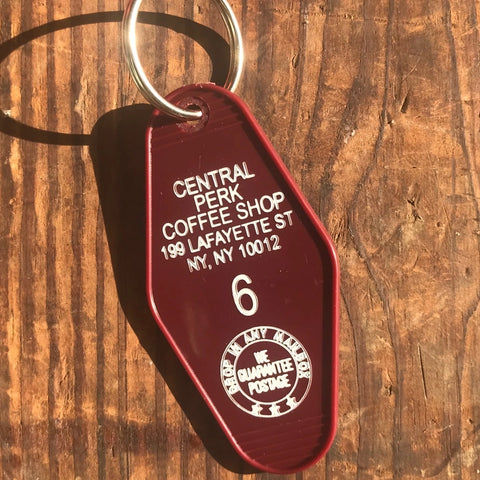 CENTRAL
PERK
COFFEE SHOP
199 LAFAYETTE ST
NY, NY 10012
6
DROP IN ANY MAILBOX
WE
GUARANTEE
POSTAGE